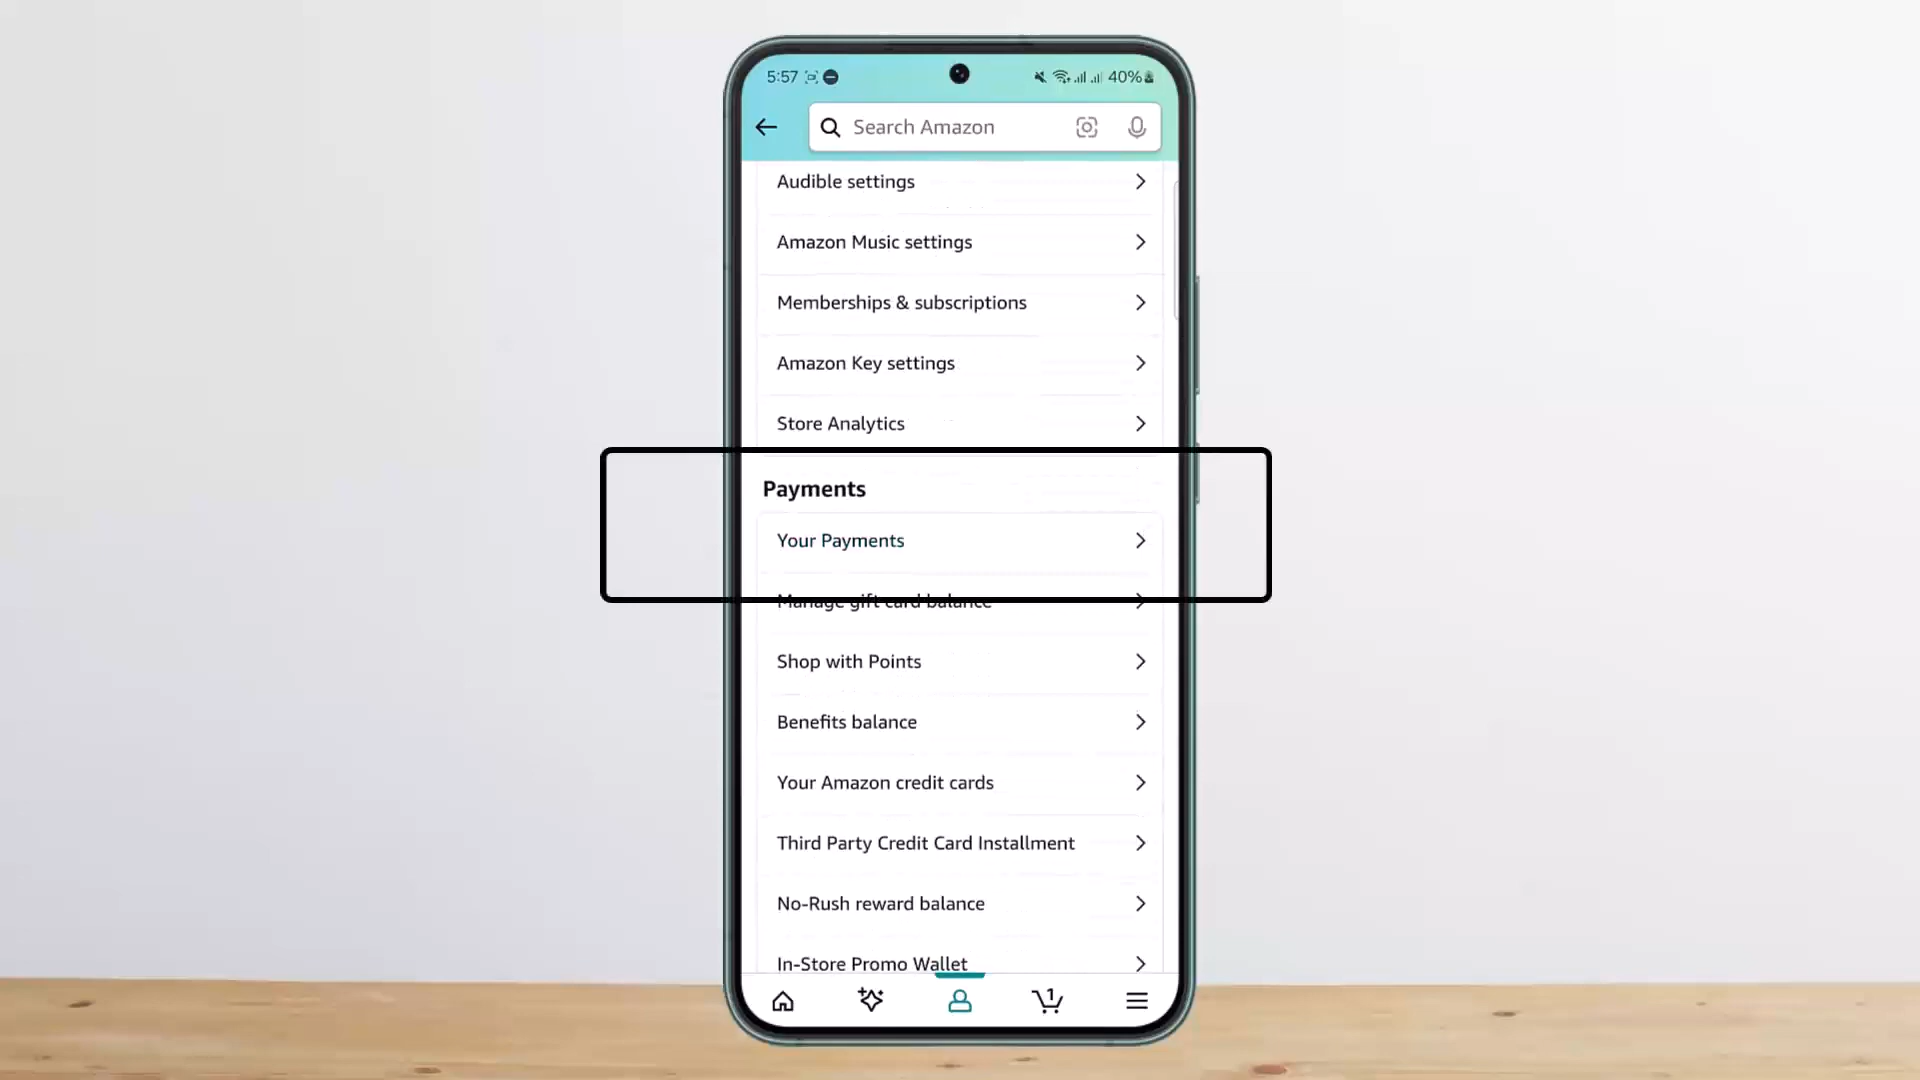 5:57
40%
Search Amazon
Audible settings
Amazon Music settings
Memberships & subscriptions
Amazon Key settings
Store Analytics
Payments
Your Payments
Manage gift card balance
Shop with Points
Benefits balance
Your Amazon credit cards
Third Party Credit Card Installment
No-Rush reward balance
In-Store Promo Wallet
1